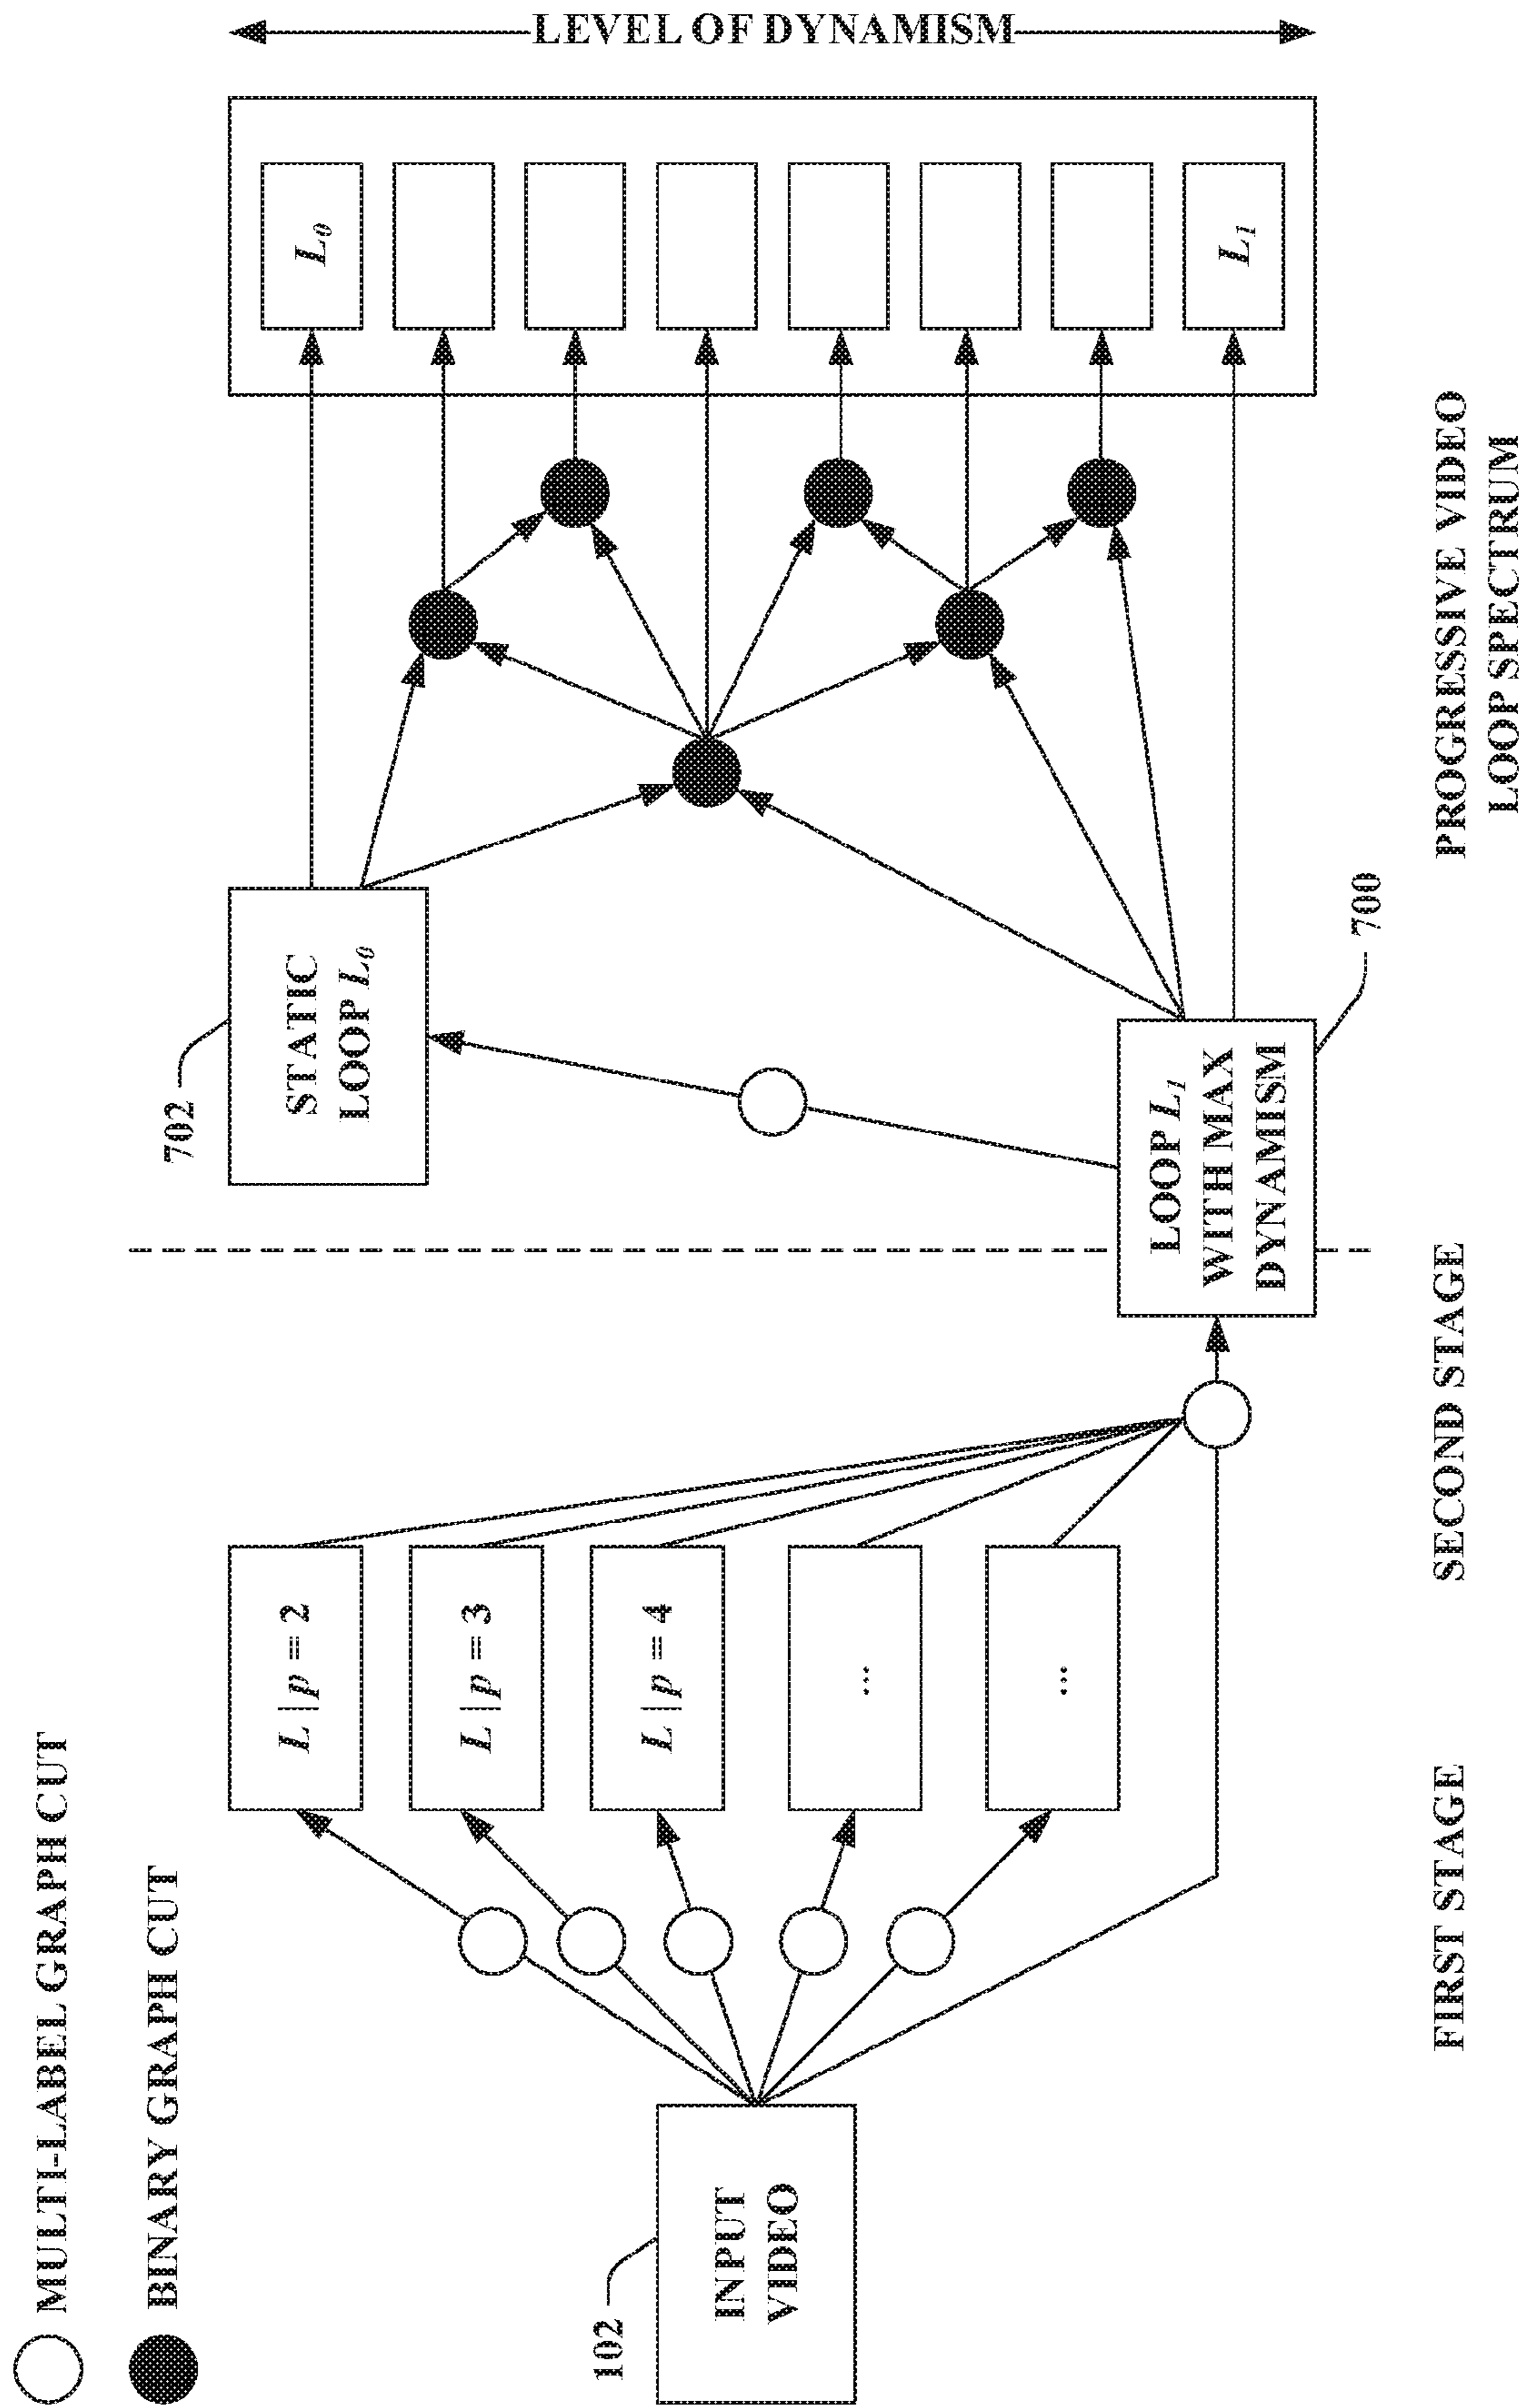 MULTI-LABEL GRAPH CUT
BINARY GRAPH CUT
102
INPUT
VIDEO
L | p = 2
L | p = 3
L | p = 4
...
...
702
STATIC
LOOP L0
LOOP L1
WITH MAX
DYNAMISM
700
L0
L1
LEVEL OF DYNAMISM
FIRST STAGE
SECOND STAGE
PROGRESSIVE VIDEO
LOOP SPECTRUM